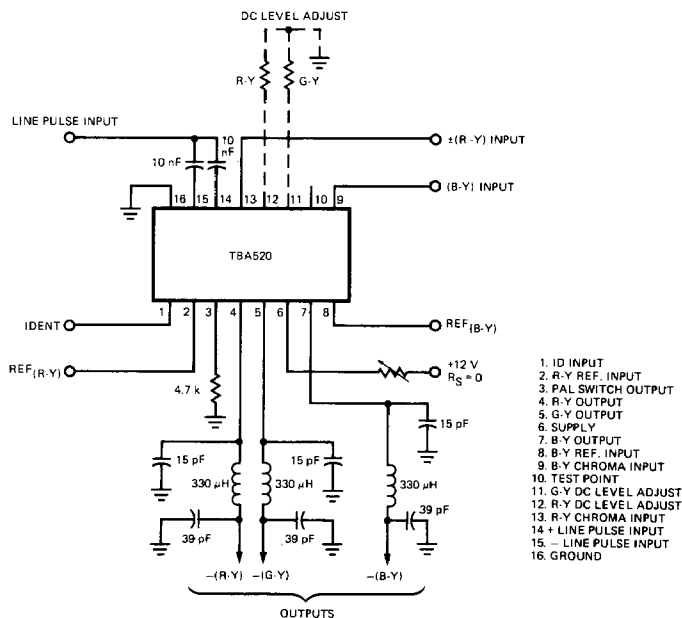 DC LEVEL ADJUST
R-Y
G-Y
LINE PULSE INPUT
10 nF
10 nF
±(R-Y) INPUT
(B-Y) INPUT
16 15 14 13 12 11 10 9
TBA520
1 2 3 4 5 6 7 8
IDENT
REF(B-Y)
REF(R-Y)
+12 V
RS = 0
4.7 k
15 pF
15 pF
15 pF
330 µH
330 µH
330 µH
39 pF
39 pF
39 pF
–(R-Y)
–(G-Y)
–(B-Y)
OUTPUTS
1. ID INPUT
2. R-Y REF. INPUT
3. PAL SWITCH OUTPUT
4. R-Y OUTPUT
5. G-Y OUTPUT
6. SUPPLY
7. B-Y OUTPUT
8. B-Y REF. INPUT
9. B-Y CHROMA INPUT
10. TEST POINT
11. G-Y DC LEVEL ADJUST
12. R-Y DC LEVEL ADJUST
13. R-Y CHROMA INPUT
14 + LINE PULSE INPUT
15. – LINE PULSE INPUT
16. GROUND